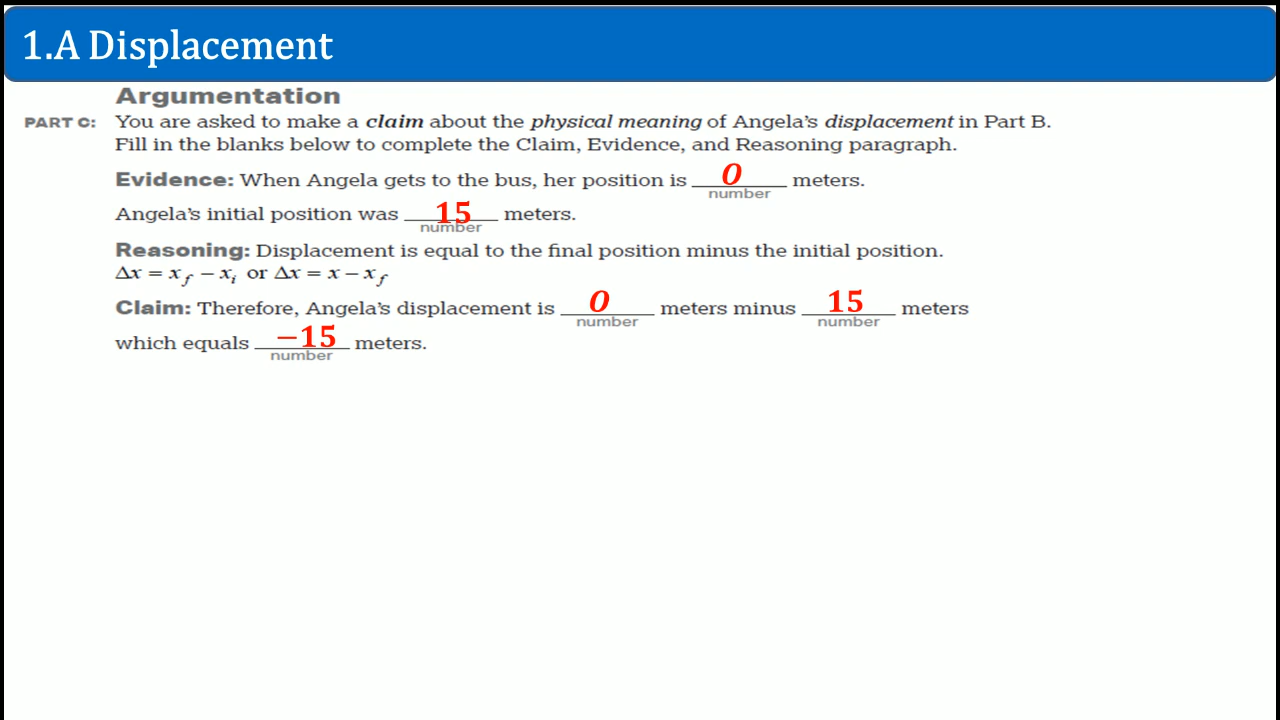 1.A Displacement
Argumentation
PART C: You are asked to make a claim about the physical meaning of Angela's displacement in Part B.
Fill in the blanks below to complete the Claim, Evidence, and Reasoning paragraph.
Evidence: When Angela gets to the bus, her position is 0 meters.
number
Angela's initial position was 15 meters.
number
Reasoning: Displacement is equal to the final position minus the initial position.
Δx = x_f − x_i or Δx = x − x_f
Claim: Therefore, Angela's displacement is 0 meters minus 15 meters
number number
which equals −15 meters.
number